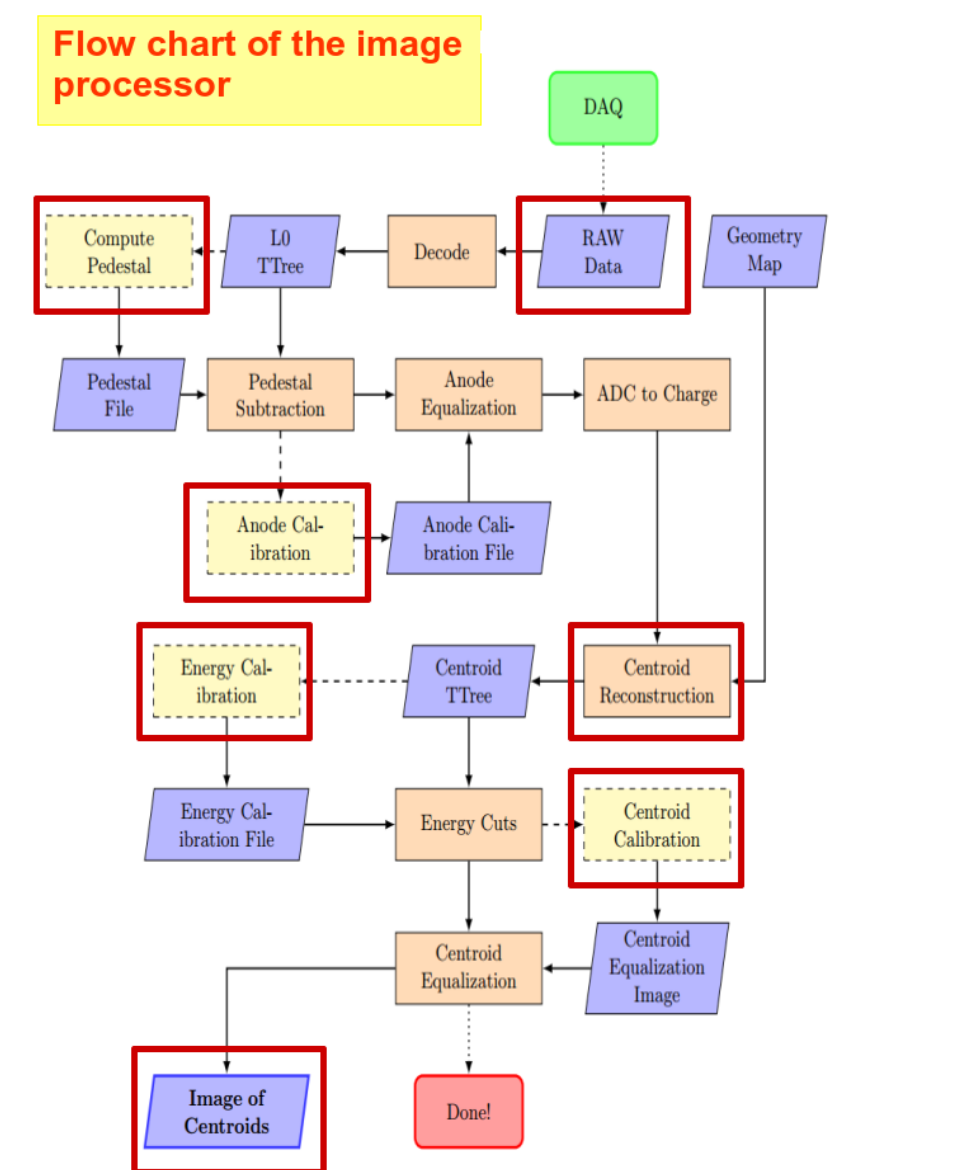 Flow chart of the image
processor
DAQ
Compute
Pedestal
L0
TTree
Decode
RAW
Data
Geometry
Map
Pedestal
File
Pedestal
Subtraction
Anode
Equalization
ADC to Charge
Anode Cal-
ibration
Anode Cali-
bration File
Energy Cal-
ibration
Centroid
TTree
Centroid
Reconstruction
Energy Cal-
ibration File
Energy Cuts
Centroid
Calibration
Centroid
Equalization
Centroid
Equalization
Image
Image of
Centroids
Done!